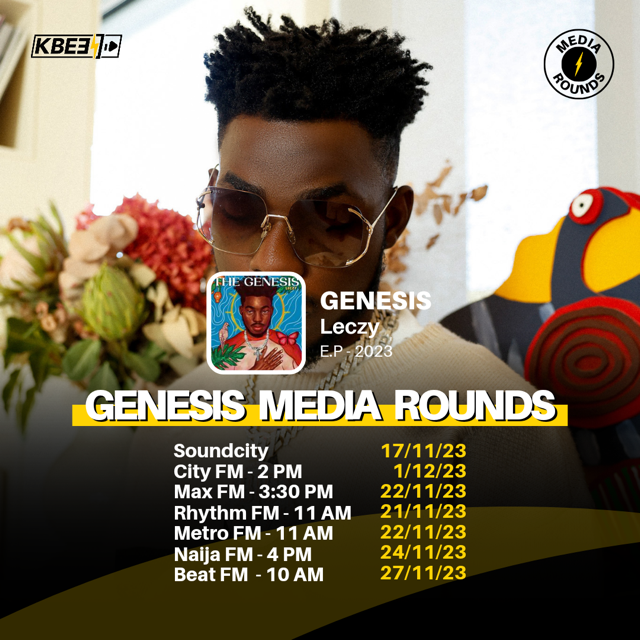 KBEE
MEDIA
ROUNDS
THE GENESIS
GENESIS
Leczy
E.P - 2023
GENESIS MEDIA ROUNDS
Soundcity 17/11/23
City FM - 2 PM 1/12/23
Max FM - 3:30 PM 22/11/23
Rhythm FM - 11 AM 21/11/23
Metro FM - 11 AM 22/11/23
Naija FM - 4 PM 24/11/23
Beat FM - 10 AM 27/11/23